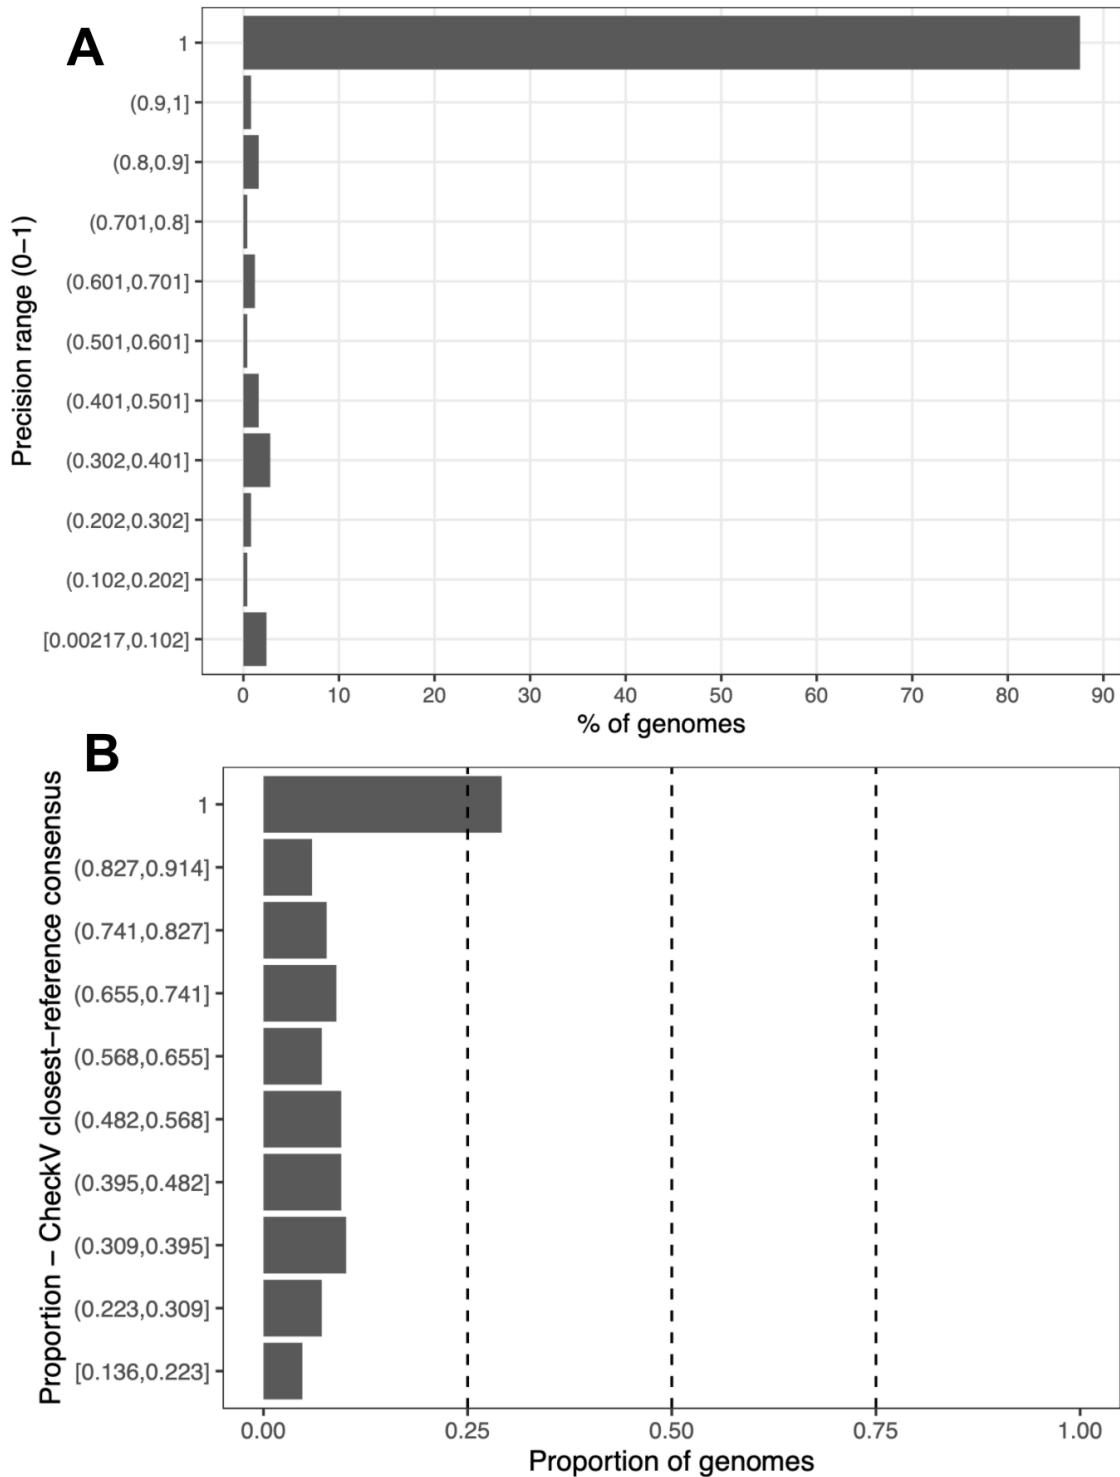 A
Precision range (0−1)
1
(0.9,1]
(0.8,0.9]
(0.701,0.8]
(0.601,0.701]
(0.501,0.601]
(0.401,0.501]
(0.302,0.401]
(0.202,0.302]
(0.102,0.202]
[0.00217,0.102]
0 10 20 30 40 50 60 70 80 90
% of genomes
B
Proportion − CheckV closest−reference consensus
1
(0.827,0.914]
(0.741,0.827]
(0.655,0.741]
(0.568,0.655]
(0.482,0.568]
(0.395,0.482]
(0.309,0.395]
(0.223,0.309]
[0.136,0.223]
0.00 0.25 0.50 0.75 1.00
Proportion of genomes